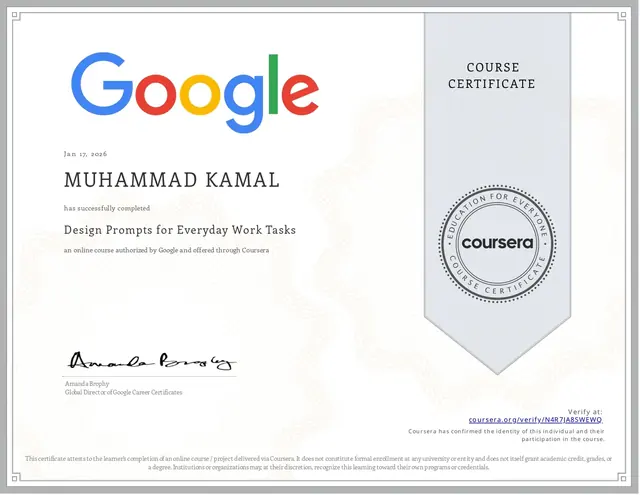 Google
COURSE
CERTIFICATE
Jan 17, 2026
MUHAMMAD KAMAL
has successfully completed
Design Prompts for Everyday Work Tasks
an online course authorized by Google and offered through Coursera
EDUCATION FOR EVERYONE
coursera
COURSE CERTIFICATE
Amanda Brophy
Amanda Brophy
Global Director of Google Career Certificates
Verify at:
coursera.org/verify/N4R7JABSWEWQ
Coursera has confirmed the identity of this individual and their
participation in the course.
This certificate attests to the learner's completion of an online course / project delivered via Coursera. It does not constitute formal enrollment at any university or entity and does not itself grant academic credit, grades, or
a degree. Institutions or organizations may, at their discretion, recognize this learning toward their own programs or credentials.